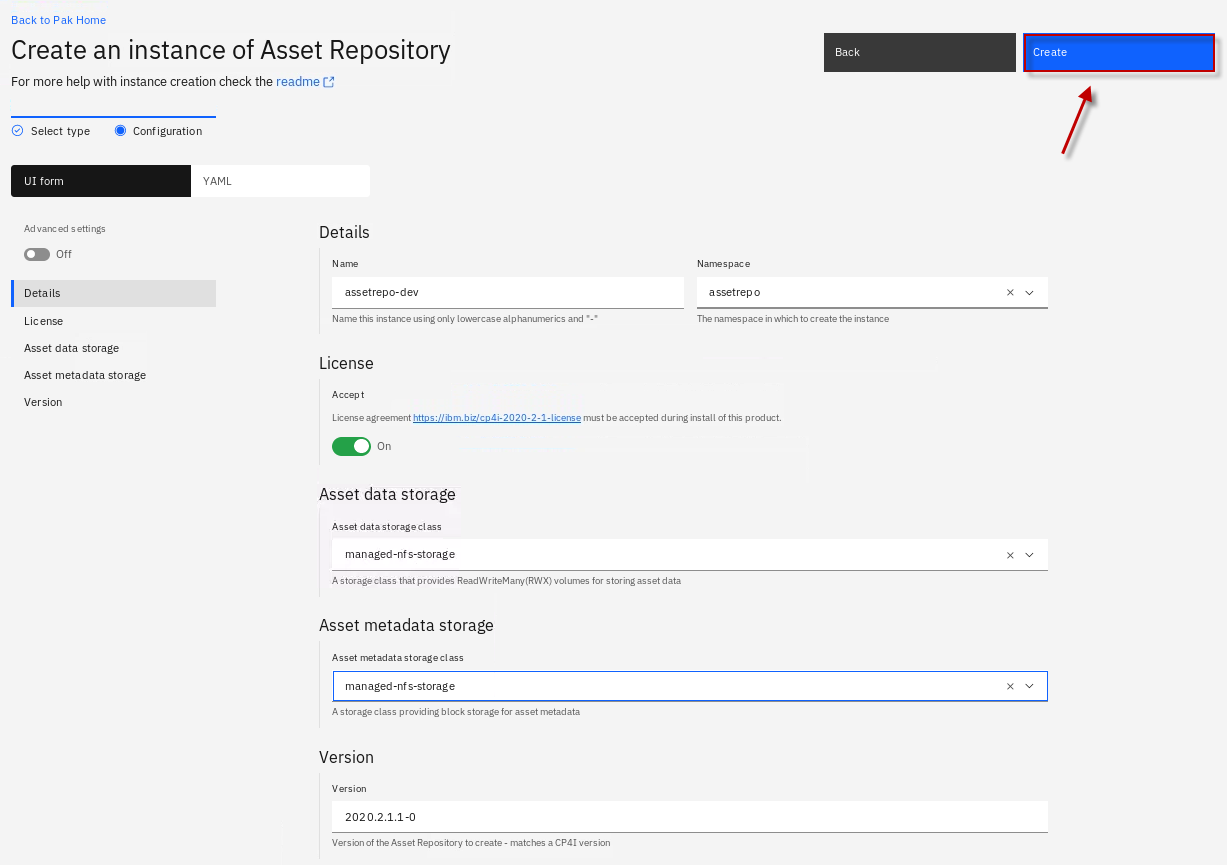 Back to Pak Home
Create an instance of Asset Repository
Back
Create
For more help with instance creation check the readme
Select type
Configuration
UI form
YAML
Advanced settings
Off
Details
License
Asset data storage
Asset metadata storage
Version
Details
Name
Namespace
assetrepo-dev
assetrepo
Name this instance using only lowercase alphanumerics and "-"
The namespace in which to create the instance
License
Accept
License agreement https://ibm.biz/cp4i-2020-2-1-license must be accepted during install of this product.
On
Asset data storage
Asset data storage class
managed-nfs-storage
A storage class that provides ReadWriteMany(RWX) volumes for storing asset data
Asset metadata storage
Asset metadata storage class
managed-nfs-storage
A storage class providing block storage for asset metadata
Version
Version
2020.2.1.1-0
Version of the Asset Repository to create - matches a CP4I version